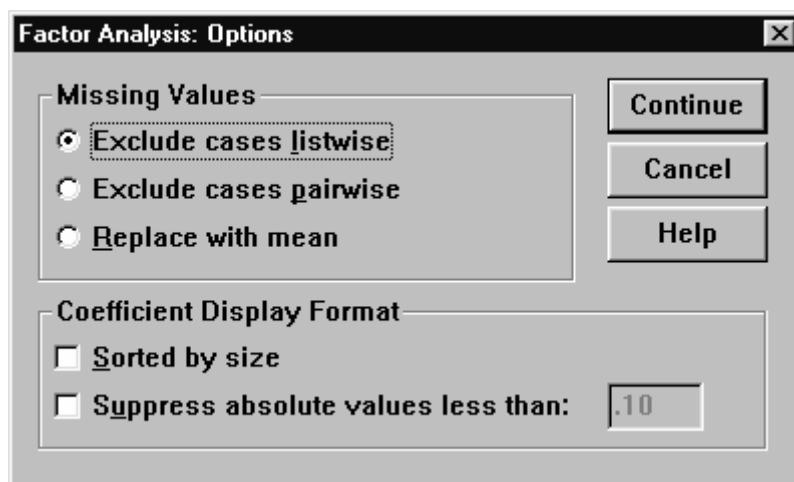 Factor Analysis: Options
Missing Values
Exclude cases listwise
Exclude cases pairwise
Replace with mean
Continue
Cancel
Help
Coefficient Display Format
Sorted by size
Suppress absolute values less than: .10